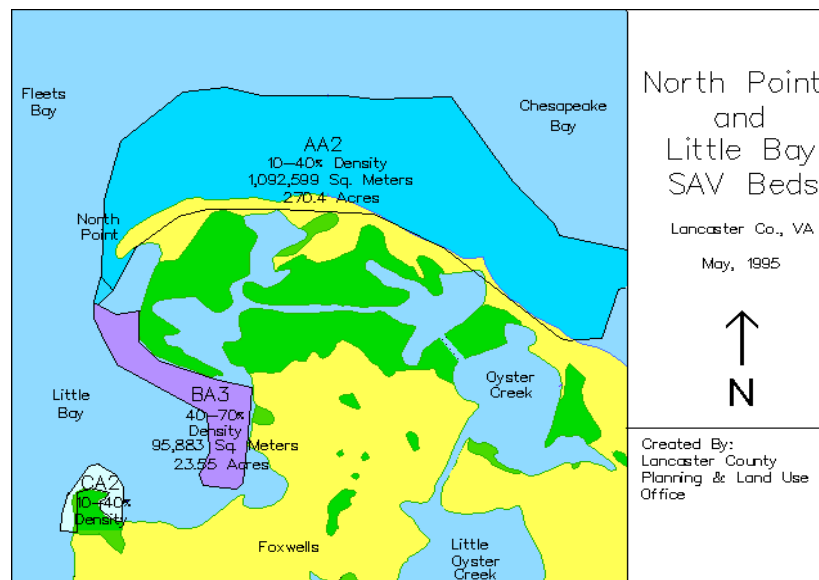 Fleets
Bay
Chesapeake
Bay
AA2
10-40% Density
1,092,599 Sq. Meters
270.4 Acres
North
Point
Little
Bay
BA3
40-70%
Density
95,883 Sq. Meters
23.55 Acres
Oyster
Creek
CA2
10-40%
Density
Foxwells
Little
Oyster
Creek
North Point
and
Little Bay
SAV Beds
Lancaster Co., VA
May, 1995
N
Created By:
Lancaster County
Planning & Land Use
Office